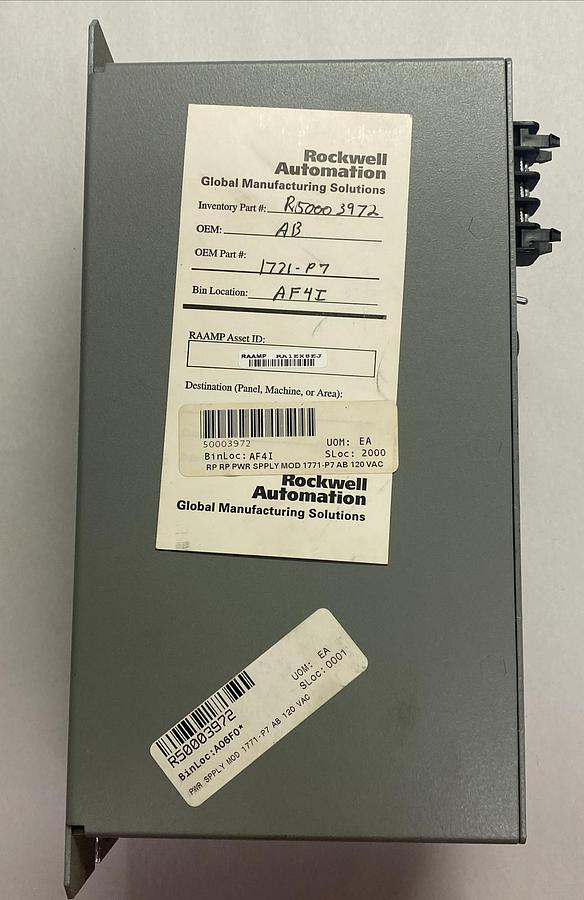 Rockwell
Automation
Global Manufacturing Solutions
Inventory Part #: R50003972
OEM: AB
OEM Part #:
1771-P7
Bin Location: AF4I
RAAMP Asset ID:
RAAMP RA1EX8EJ
Destination (Panel, Machine, or Area):
50003972 UOM: EA
BinLoc: AF4I SLoc: 2000
RP RP PWR SPPLY MOD 1771-P7 AB 120 VAC
Rockwell
Automation
Global Manufacturing Solutions
R50003972 UOM: EA
BinLoc: A06F0* SLoc: 0001
PWR SPPLY MOD 1771-P7 AB 120 VAC